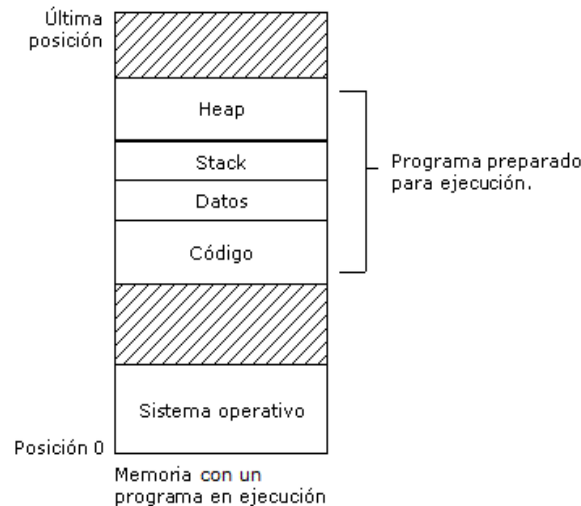 Última
posición
Heap
Stack
Programa preparado
para ejecución.
Datos
Código
Sistema operativo
Posición 0
Memoria con un
programa en ejecución